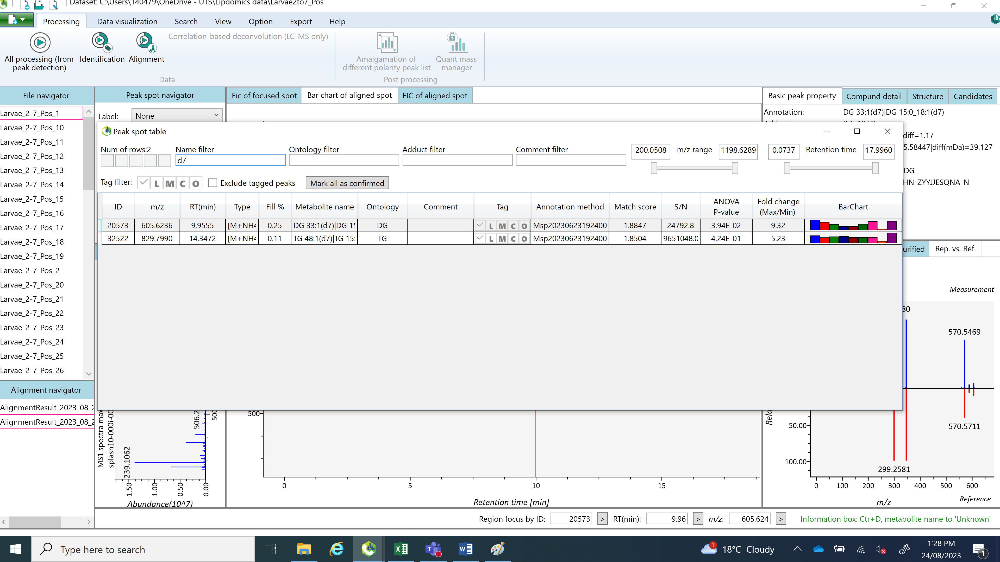 Dataset: C:\Users\140479\OneDrive - UTS\Lipdomics data\Larvae2to7_Pos
Processing Data visualization Search View Option Export Help
All processing (from peak detection)
Identification
Alignment
Correlation-based deconvolution (LC-MS only)
Amalgamation of different polarity peak list
Quant mass manager
Data
Post processing
File navigator
Larvae_2-7_Pos_1
Larvae_2-7_Pos_10
Larvae_2-7_Pos_11
Larvae_2-7_Pos_12
Larvae_2-7_Pos_13
Larvae_2-7_Pos_14
Larvae_2-7_Pos_15
Larvae_2-7_Pos_16
Larvae_2-7_Pos_17
Larvae_2-7_Pos_18
Larvae_2-7_Pos_19
Larvae_2-7_Pos_2
Larvae_2-7_Pos_20
Larvae_2-7_Pos_21
Larvae_2-7_Pos_22
Larvae_2-7_Pos_23
Larvae_2-7_Pos_24
Larvae_2-7_Pos_25
Larvae_2-7_Pos_26
Alignment navigator
AlignmentResult_2023_08_2
AlignmentResult_2023_08_2
Peak spot navigator
Label: None
Eic of focused spot Bar chart of aligned spot EIC of aligned spot
Basic peak property Compund detail Structure Candidates
Annotation: DG 33:1(d7)|DG 15:0_18:1(d7)
diff=1.17
5.58447|diff(mDa)=39.127
DG
HN-ZYYJJESQNA-N
Peak spot table
Num of rows:2 Name filter Ontology filter Adduct filter Comment filter 200.0508 m/z range 1198.6289 0.0737 Retention time 17.9960
d7
Tag filter: L M C O Exclude tagged peaks Mark all as confirmed
ID m/z RT(min) Type Fill % Metabolite name Ontology Comment Tag Annotation method Match score S/N ANOVA P-value Fold change (Max/Min) BarChart
20573 605.6236 9.9555 [M+NH4 0.25 DG 33:1(d7)|DG 15 DG L M C O Msp20230623192400 1.8847 24792.8 3.94E-02 9.32
32522 829.7990 14.3472 [M+NH4 0.11 TG 48:1(d7)|TG 15: TG L M C O Msp20230623192400 1.8504 9651048.0 4.24E-01 5.23
urified Rep. vs. Ref.
Measurement
80
570.5469
570.5711
50.00
100.00
299.2581
0 100 200 300 400 500 600
m/z
Reference
Rela
MS1 spectra max
splash10-000i-00
239.1062
506.2
500
1.50 1.00 0.50 0.00
Abundance(10^7)
500
0 5 10 15
Retention time [min]
Region focus by ID: 20573 > RT(min): 9.96 > m/z: 605.624 > Information box: Ctr+D, metabolite name to 'Unknown'
Type here to search
1
18°C Cloudy
1:28 PM
24/08/2023
1